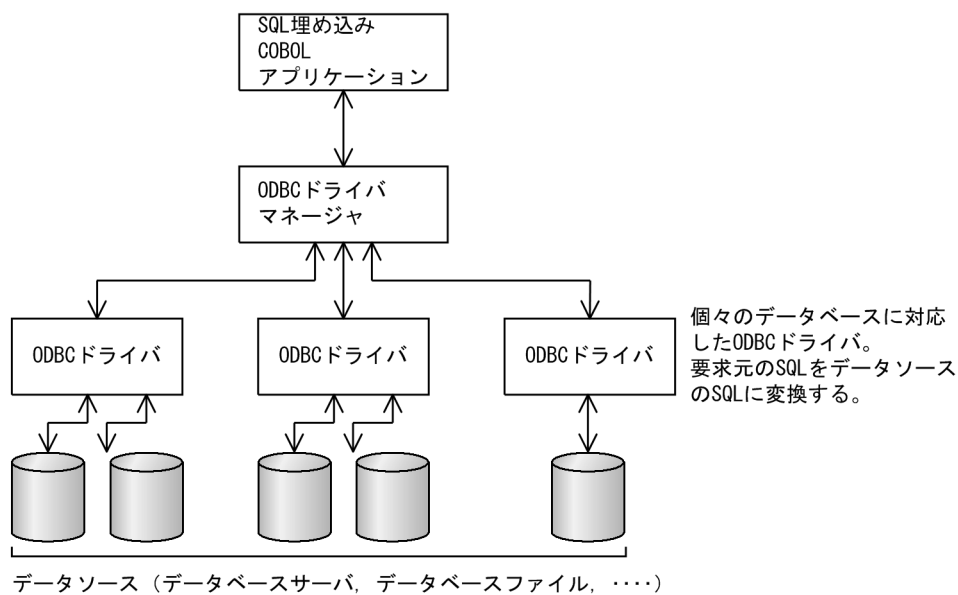 SQL埋め込み
COBOL
アプリケーション
ODBCドライバ
マネージャ
ODBCドライバ
ODBCドライバ
ODBCドライバ
個々のデータベースに対応
したODBCドライバ。
要求元のSQLをデータソース
のSQLに変換する。
データソース（データベースサーバ，データベースファイル，‥‥）